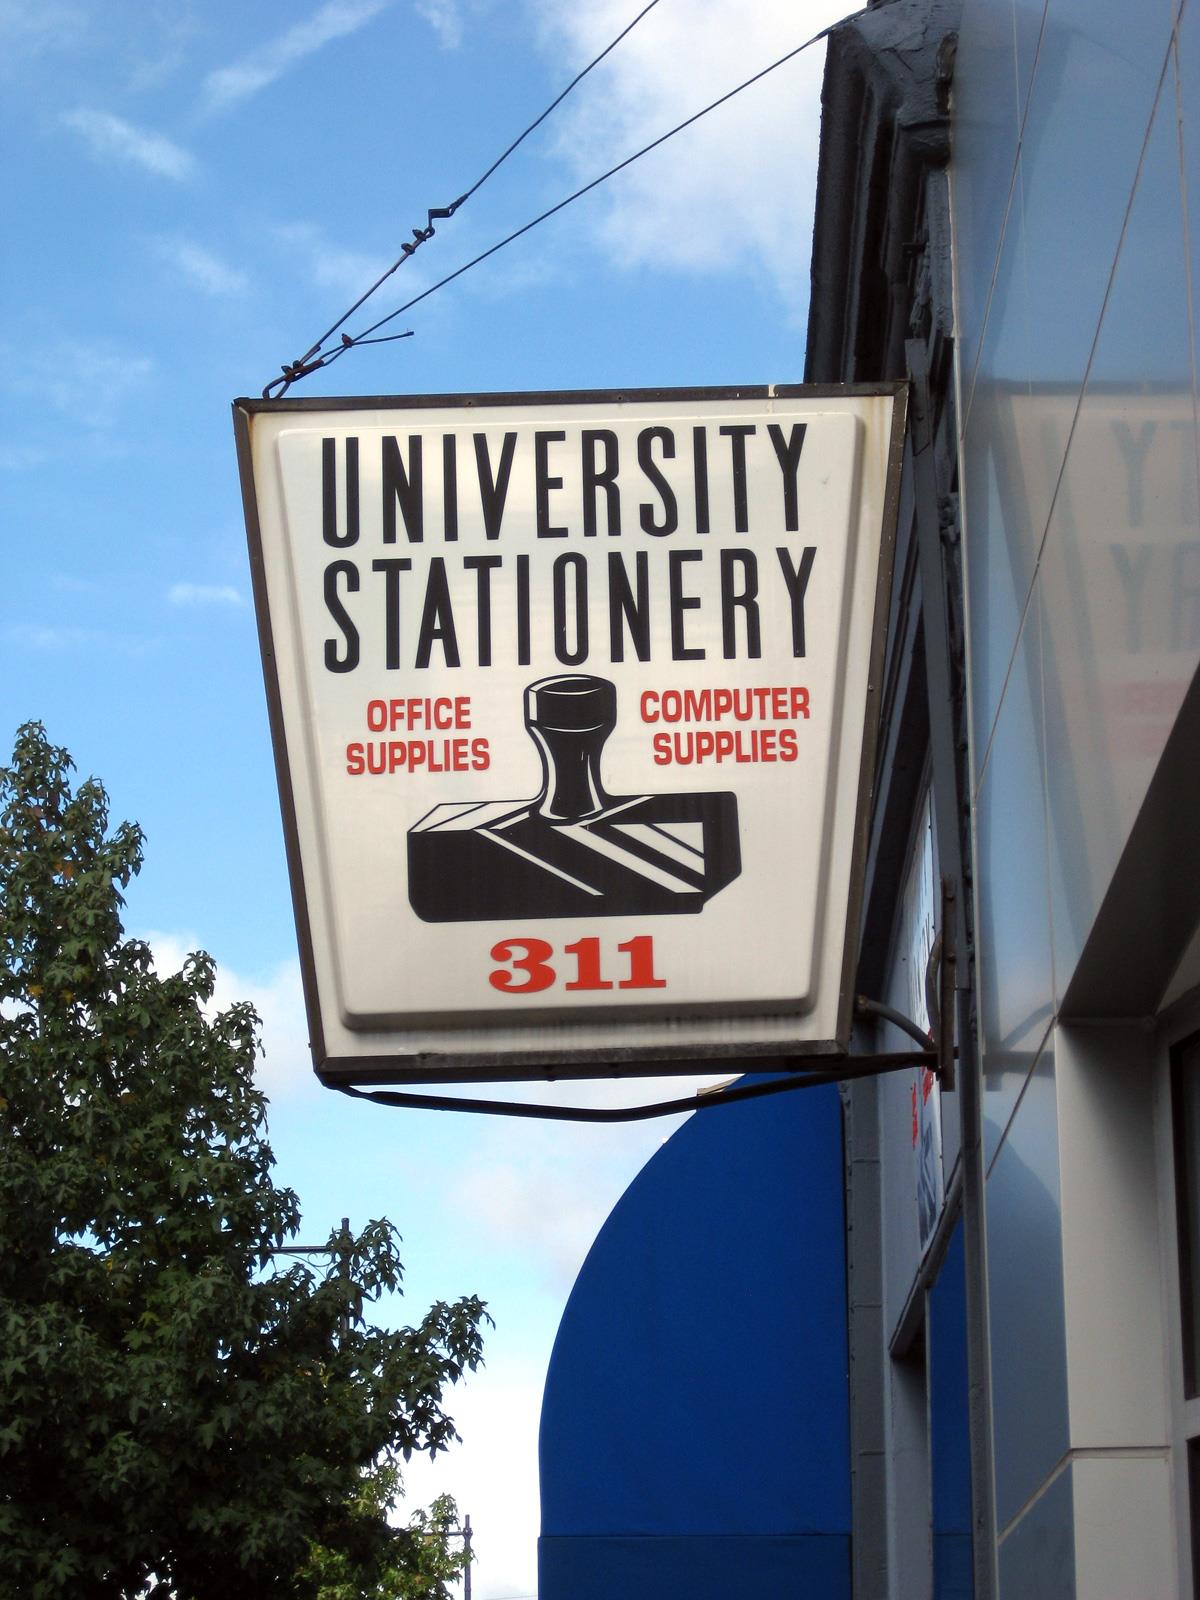 UNIVERSITY
STATIONERY
OFFICE
SUPPLIES
COMPUTER
SUPPLIES
311